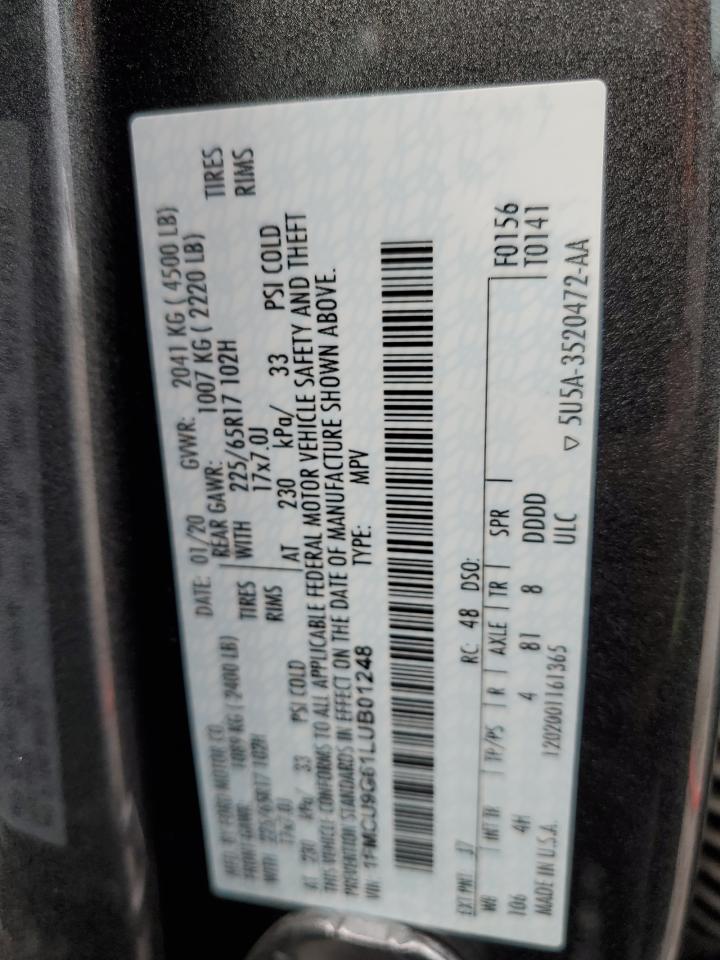 MFD. BY FORD MOTOR CO.
DATE: 01/20 GVWR: 2041 KG ( 4500 LB)
FRONT GAWR: 1089 KG ( 2400 LB) REAR GAWR: 1007 KG ( 2220 LB)
WITH 225/65R17 102H TIRES WITH 225/65R17 102H TIRES
17x7.0J RIMS 17x7.0J RIMS
AT 230 kPa/ 33 PSI COLD AT 230 kPa/ 33 PSI COLD
THIS VEHICLE CONFORMS TO ALL APPLICABLE FEDERAL MOTOR VEHICLE SAFETY AND THEFT
PREVENTION STANDARDS IN EFFECT ON THE DATE OF MANUFACTURE SHOWN ABOVE.
VIN: 1FMCU9G61LUB01248 TYPE: MPV
EXT PNT: J7 RC: 48 DSO:
WB INT TR TP/PS R AXLE TR SPR F0156
106 4H 4 81 8 DDDD T0141
MADE IN U.S.A. 1202001161365 ULC
▽ 5U5A-3520472-AA